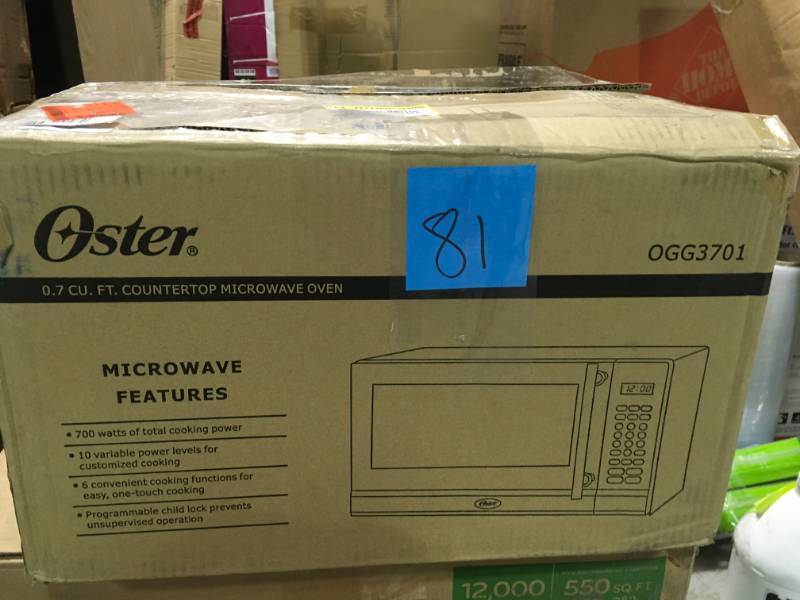 Oster®
81
OGG3701
0.7 CU. FT. COUNTERTOP MICROWAVE OVEN
MICROWAVE
FEATURES
• 700 watts of total cooking power
• 10 variable power levels for
customized cooking
• 6 convenient cooking functions for
easy, one-touch cooking
• Programmable child lock prevents
unsupervised operation
12:00
Oster
12,000
550 SQ. FT.